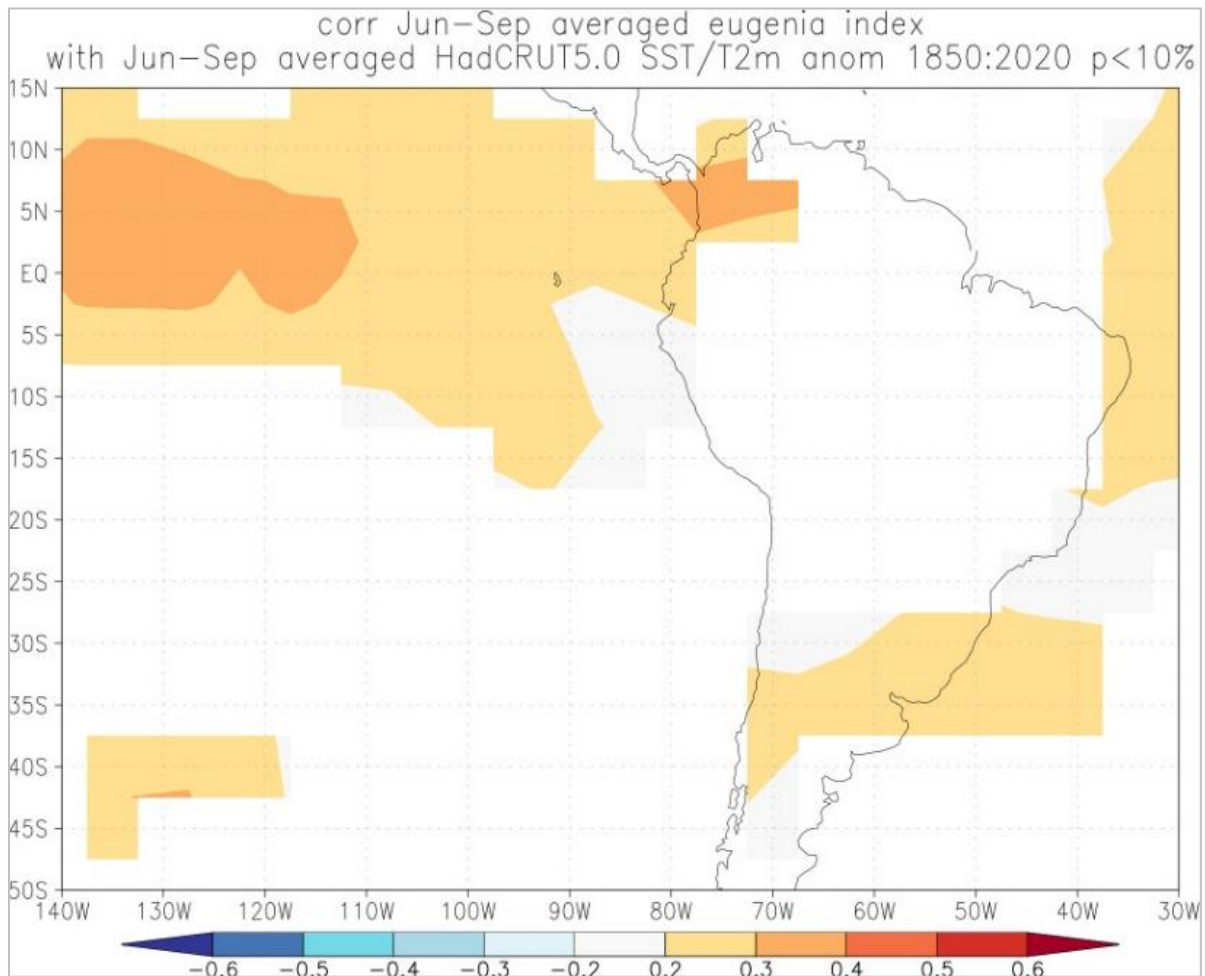 corr Jun-Sep averaged eugenia index
with Jun-Sep averaged HadCRUT5.0 SST/T2m anom 1850:2020 p<10%
15N
10N
5N
EQ
5S
10S
15S
20S
25S
30S
35S
40S
45S
50S
140W 130W 120W 110W 100W 90W 80W 70W 60W 50W 40W 30W
-0.6 -0.5 -0.4 -0.3 -0.2 0.2 0.3 0.4 0.5 0.6